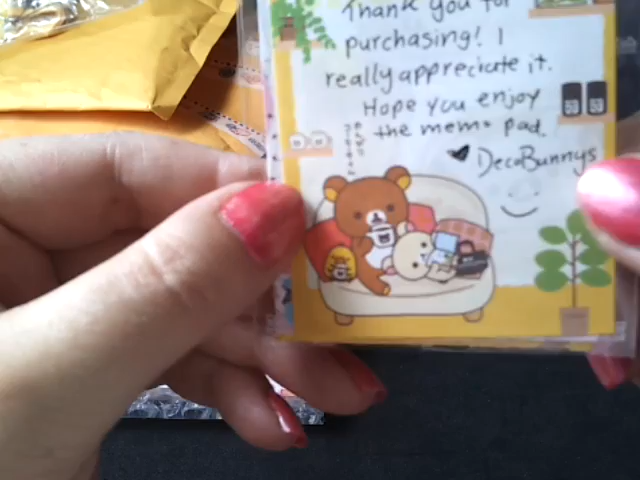 Thank you for
purchasing! I
really appreciate it.
Hope you enjoy
the memo pad.
DecoBunnys